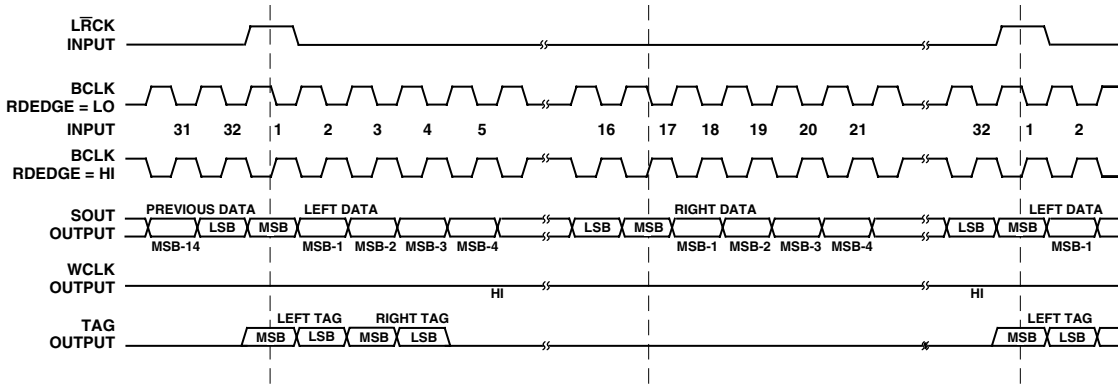 LRCK
INPUT
BCLK
RDEDGE = LO
INPUT 31 32 1 2 3 4 5 16 17 18 19 20 21 32 1 2
BCLK
RDEDGE = HI
SOUT PREVIOUS DATA LEFT DATA RIGHT DATA LEFT DATA
OUTPUT LSB MSB LSB MSB LSB MSB
MSB-14 MSB-1 MSB-2 MSB-3 MSB-4 MSB-1 MSB-2 MSB-3 MSB-4 MSB-1
WCLK
OUTPUT
HI HI
TAG LEFT TAG RIGHT TAG LEFT TAG
OUTPUT MSB LSB MSB LSB MSB LSB